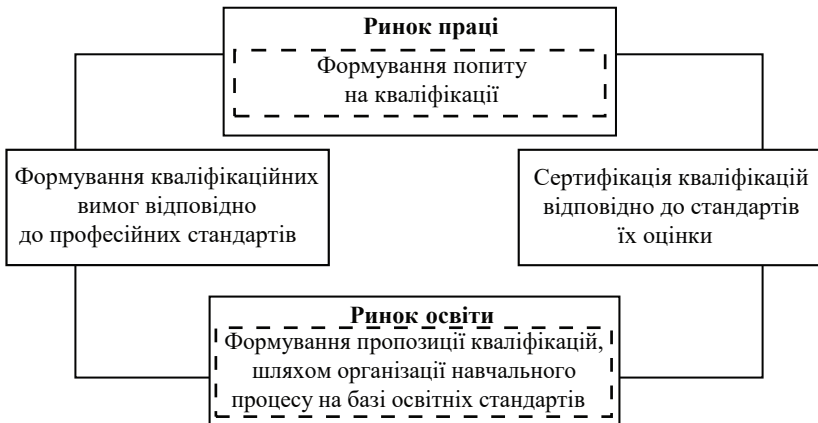 Ринок праці
Формування попиту
на кваліфікації
Формування кваліфікаційних
вимог відповідно
до професійних стандартів
Сертифікація кваліфікацій
відповідно до стандартів
їх оцінки
Ринок освіти
Формування пропозиції кваліфікацій,
шляхом організації навчального
процесу на базі освітніх стандартів